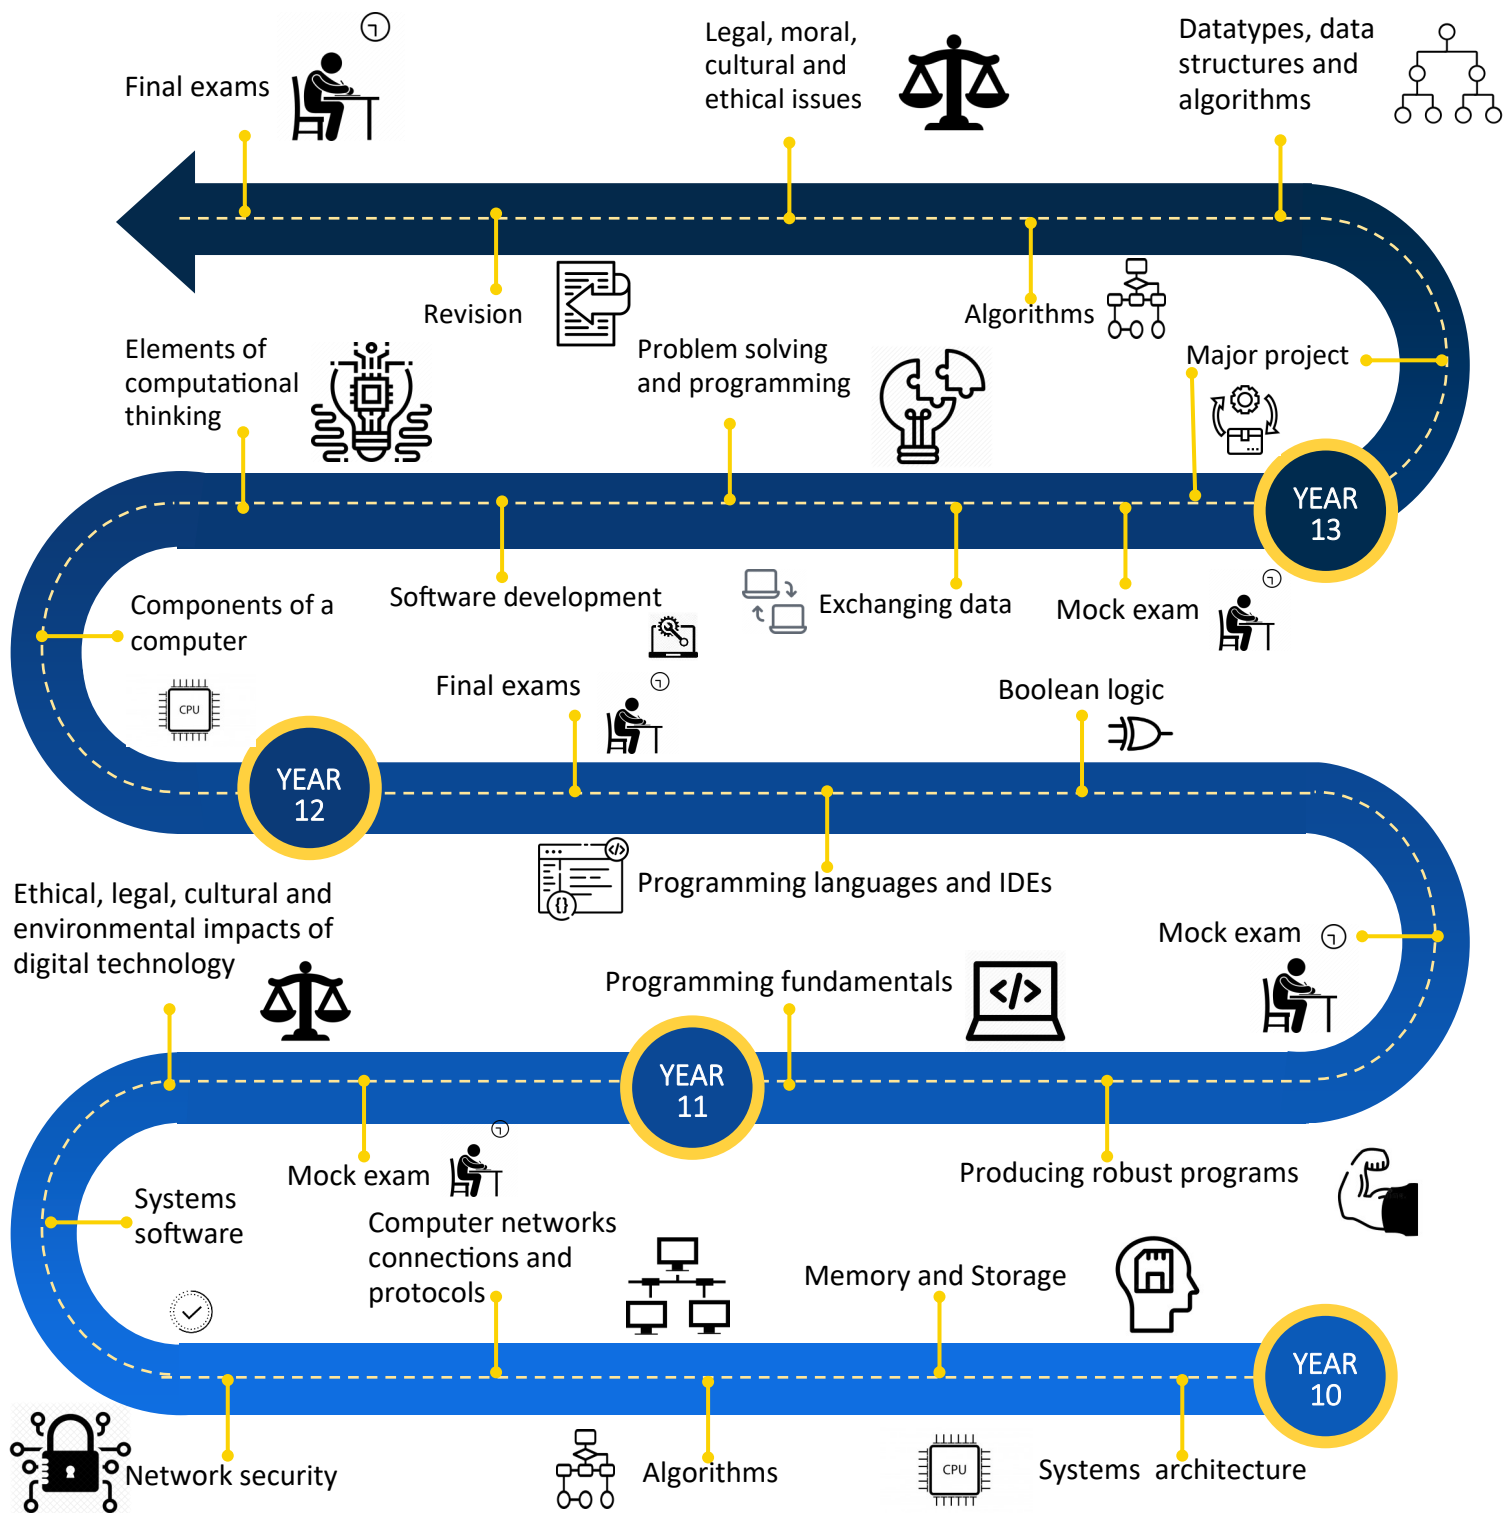 Final exams
Legal, moral,
cultural and
ethical issues
Datatypes, data
structures and
algorithms
Revision
Algorithms
Major project
Elements of
computational
thinking
Problem solving
and programming
YEAR
13
Components of a
computer
CPU
Software development
Exchanging data
Mock exam
Final exams
Boolean logic
YEAR
12
Programming languages and IDEs
Ethical, legal, cultural and
environmental impacts of
digital technology
Mock exam
Programming fundamentals
</>
YEAR
11
Mock exam
Producing robust programs
Systems
software
Computer networks
connections and
protocols
Memory and Storage
YEAR
10
Network security
Algorithms
CPU
Systems architecture